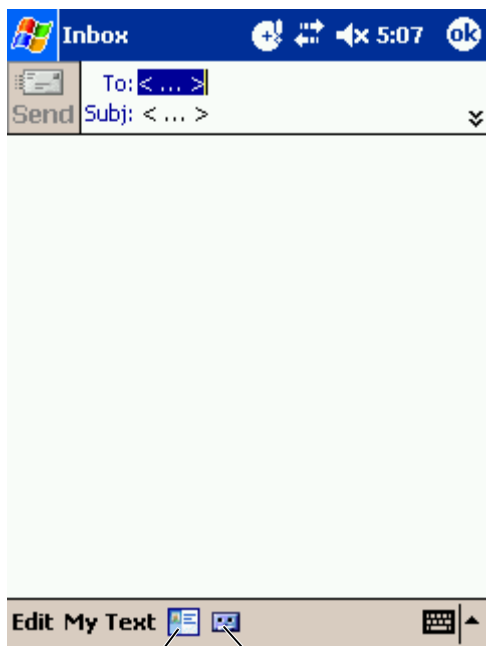 Inbox 5:07 ok
To: < ... >
Send Subj: < ... >
Edit My Text